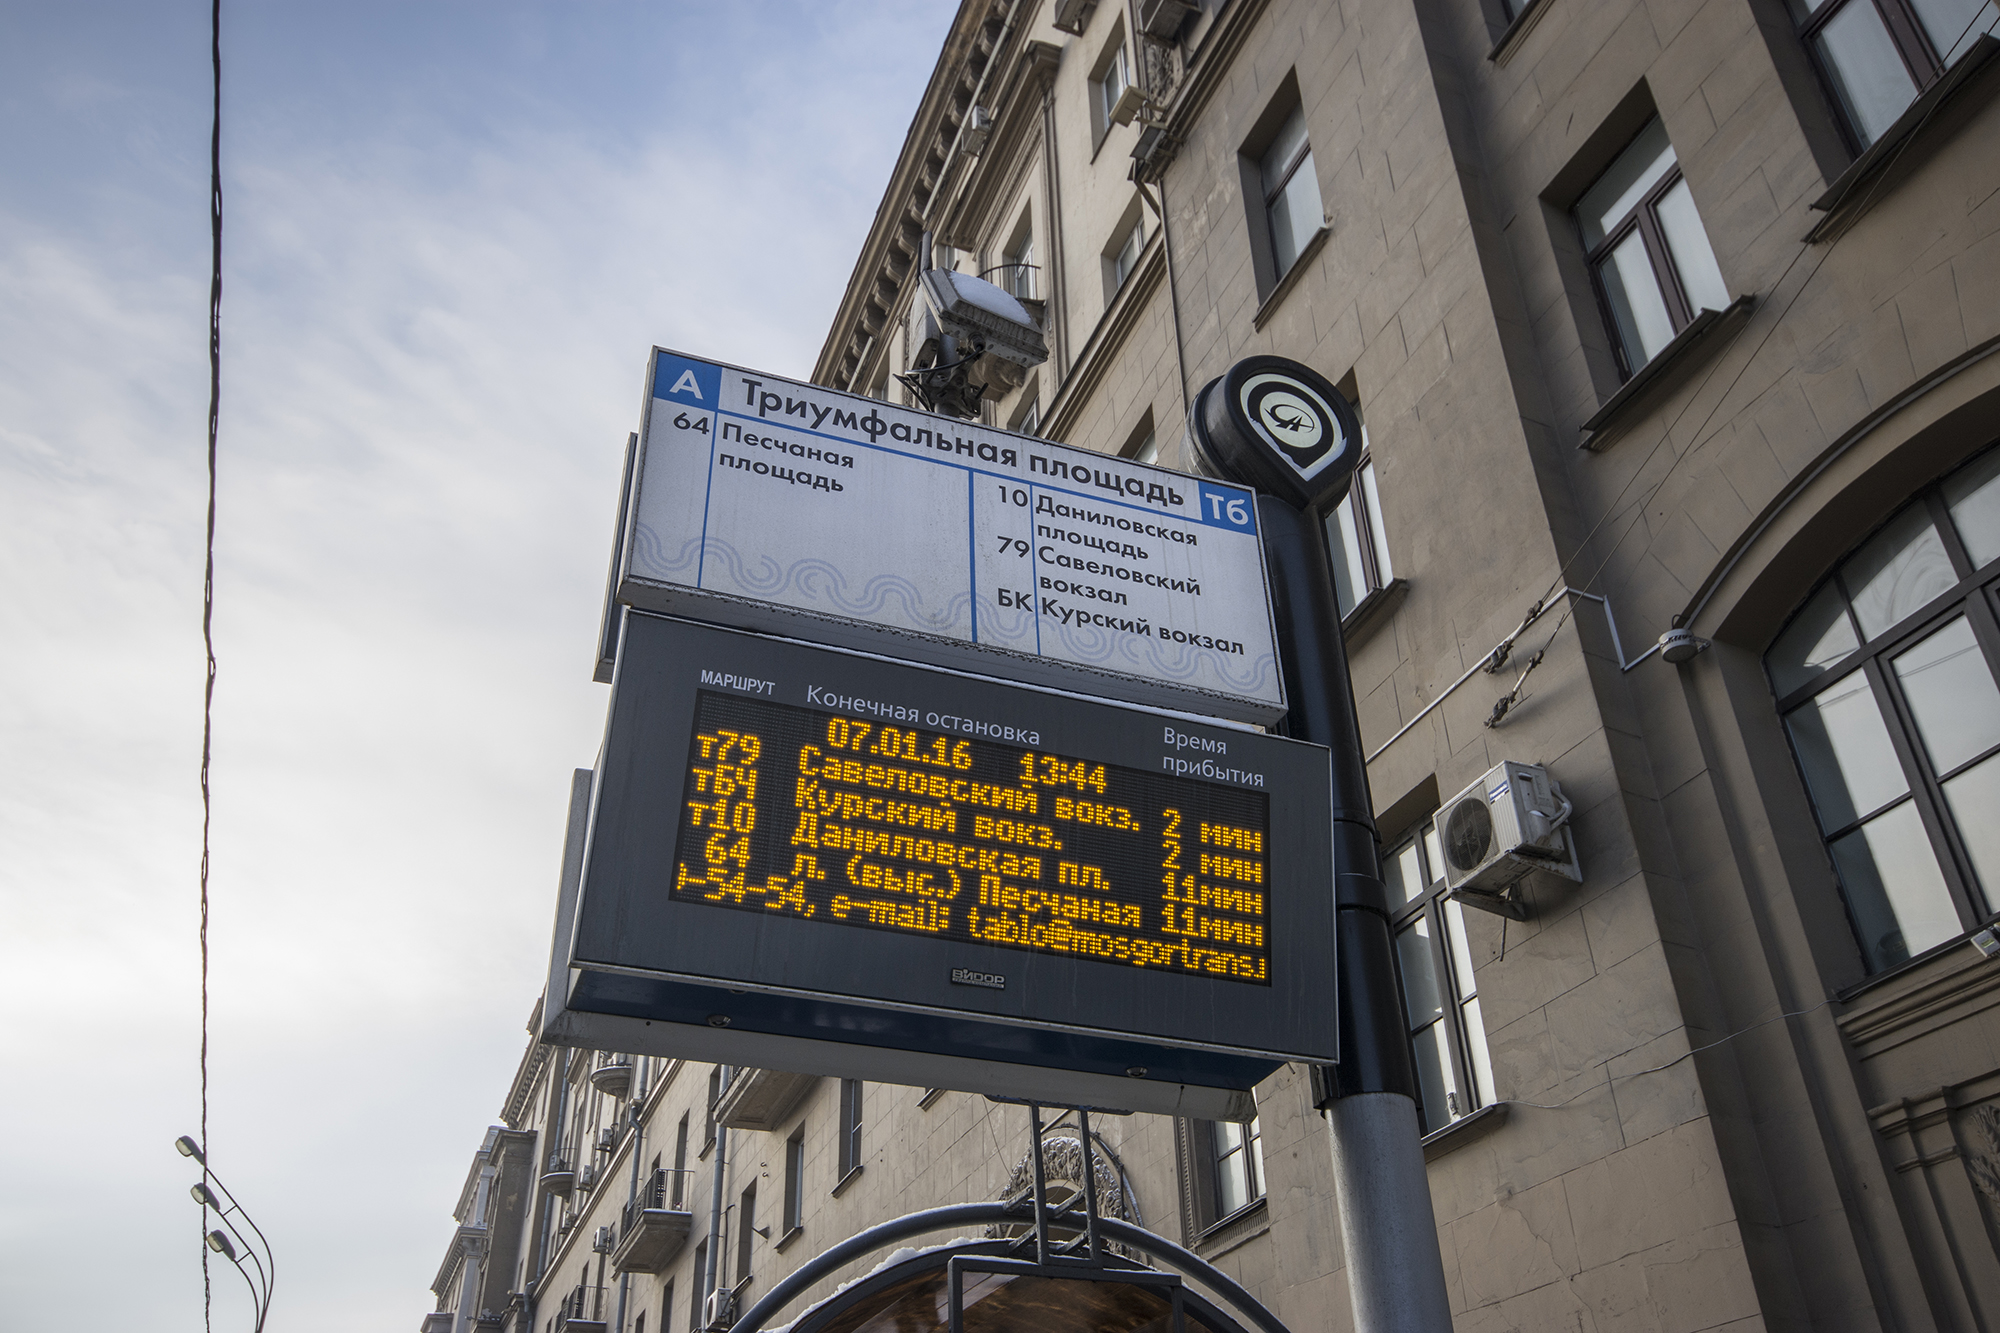 А Триумфальная площадь Тб
64 Песчаная
площадь
10 Даниловская
площадь
79 Савеловский
вокзал
БК Курский вокзал
МАРШРУТ Конечная остановка Время
прибытия
07.01.16 13:44
т79 Савеловский вокз. 2 мин
тБЧ Курский вокз. 2 мин
т10 Даниловская пл. 11мин
64 л. (выс.) Песчаная 11мин
-54-54, e-mail: tablo@mosgortrans.
ВИДОР